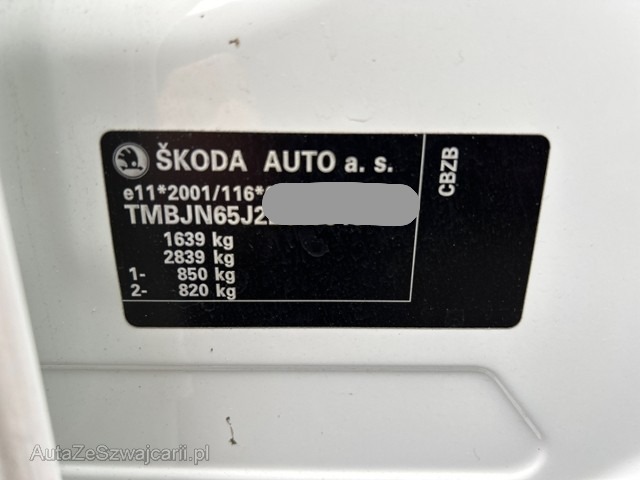 ŠKODA AUTO a. s.
e11*2001/116*
TMBJN65J2
1639 kg
2839 kg
1- 850 kg
2- 820 kg
CBZB
AutaZeSzwajcarii.pl